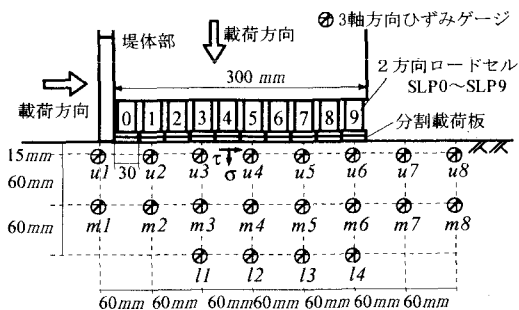 堤体部
載荷方向
3軸方向ひずみゲージ
載荷方向
300 mm
2方向ロードセル
SLP0～SLP9
0 1 2 3 4 5 6 7 8 9
分割載荷板
15mm
30
τ
σ
u1 u2 u3 u4 u5 u6 u7 u8
60mm
m1 m2 m3 m4 m5 m6 m7 m8
60mm
l1 l2 l3 l4
60mm 60mm 60mm 60mm 60mm 60mm 60mm